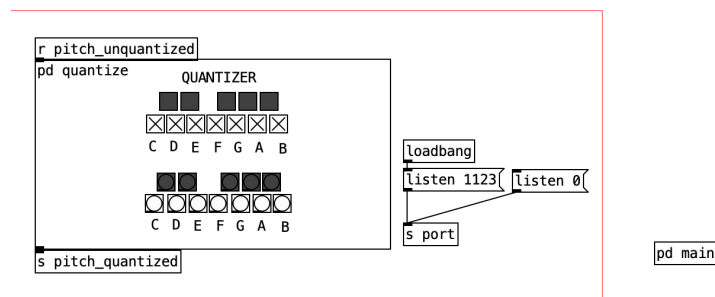 r pitch_unquantized
pd quantize
QUANTIZER
C D E F G A B
C D E F G A B
s pitch_quantized
loadbang
listen 1123
listen 0
s port
pd main